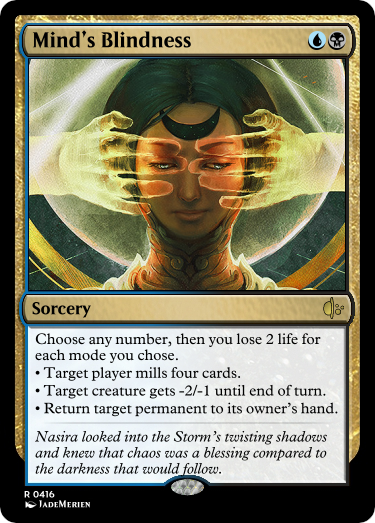 Mind's Blindness
Sorcery
Choose any number, then you lose 2 life for
each mode you chose.
• Target player mills four cards.
• Target creature gets -2/-1 until end of turn.
• Return target permanent to its owner's hand.
Nasira looked into the Storm's twisting shadows
and knew that chaos was a blessing compared to
the darkness that would follow.
R 0416
JadeMerien